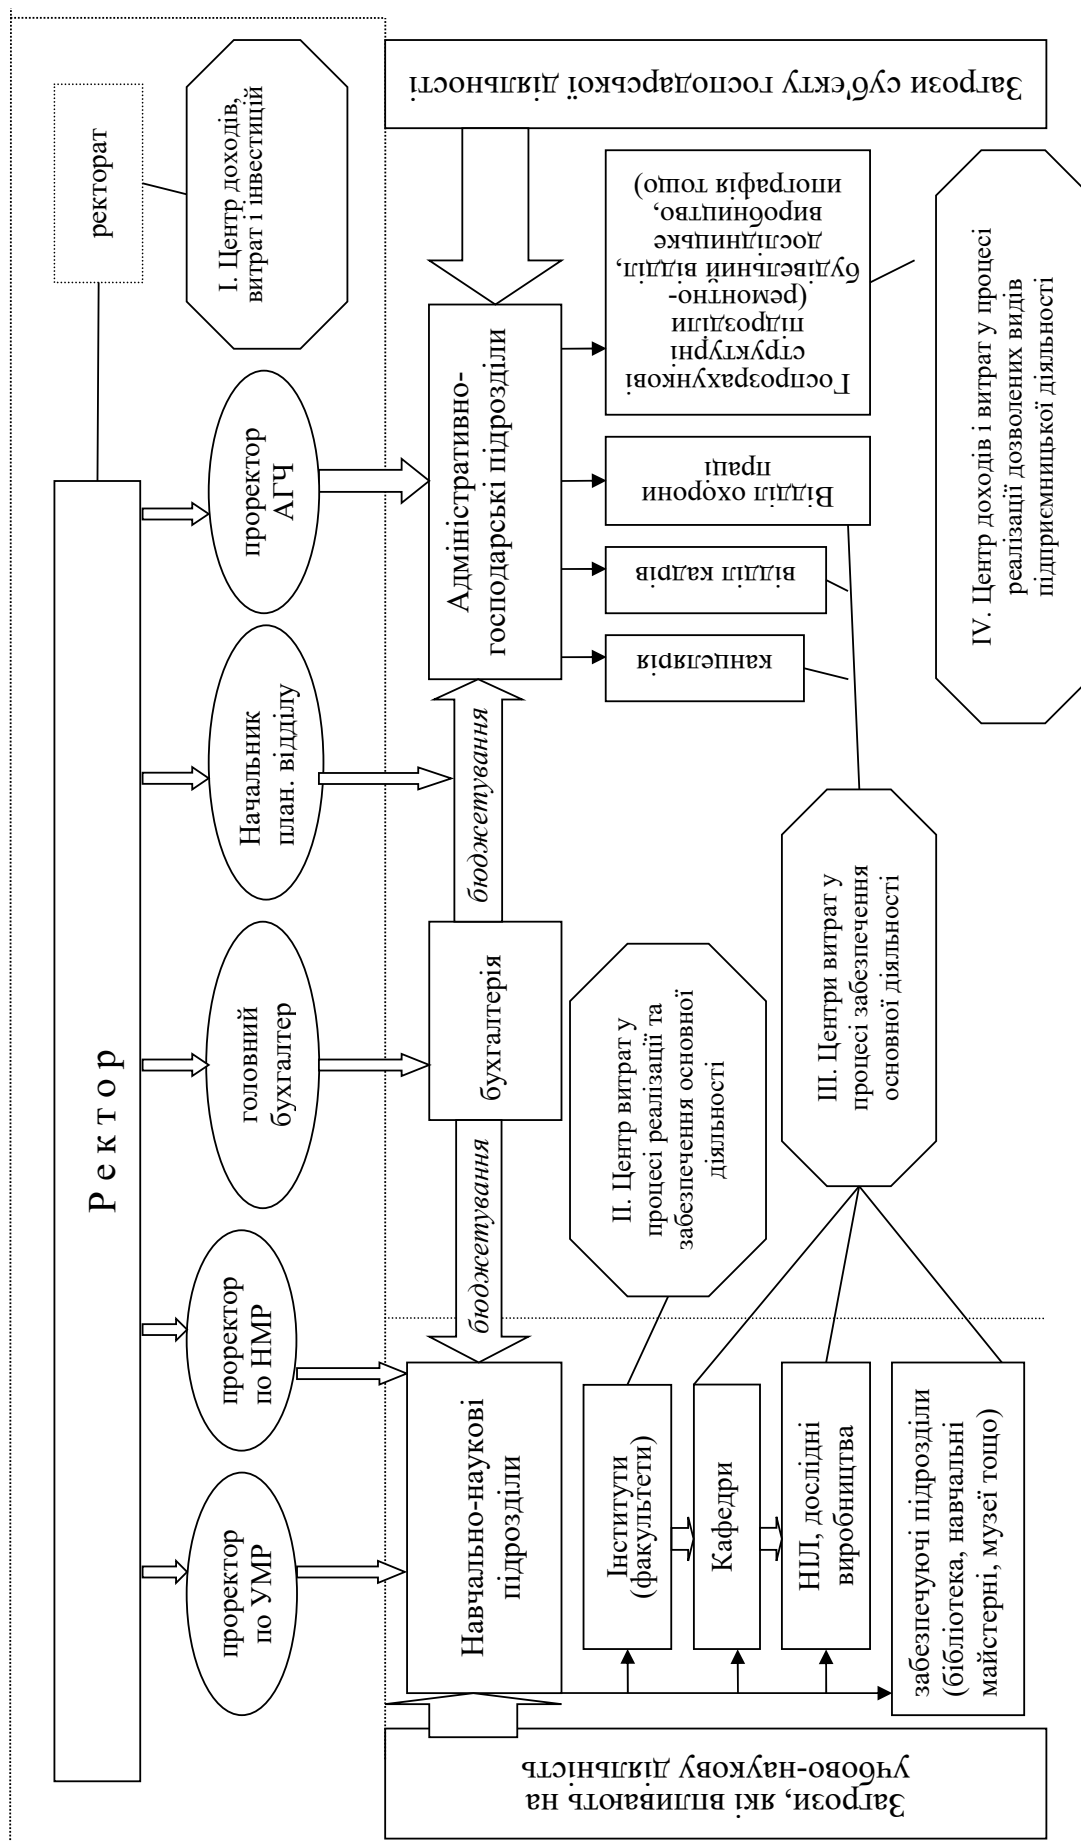 ректорат
І. Центр доходів,
витрат і інвестицій
Ректор
проректор
по УМР
проректор
по НМР
головний
бухгалтер
Начальник
план. відділу
проректор
АГЧ
Загрози, які впливають на
учбово-наукову діяльність
Навчально-наукові
підрозділи
бюджетування
бухгалтерія
бюджетування
Адміністративно-
господарські підрозділи
Загрози суб'єкту господарської діяльності
Інститути
(факультети)
Кафедри
НІЛ, дослідні
виробництва
забезпечуючі підрозділи
(бібліотека, навчальні
майстерні, музеї тощо)
ІІ. Центр витрат у
процесі реалізації та
забезпечення основної
діяльності
ІІІ. Центри витрат у
процесі забезпечення
основної діяльності
канцелярія
відділ кадрів
Відділ охорони
праці
Госпрозрахункові
структурні
підрозділи
(ремонтно-
будівельний відділ,
дослідницьке
виробництво,
ипографія тощо)
IV. Центр доходів і витрат у процесі
реалізації дозволених видів
підприємницької діяльності